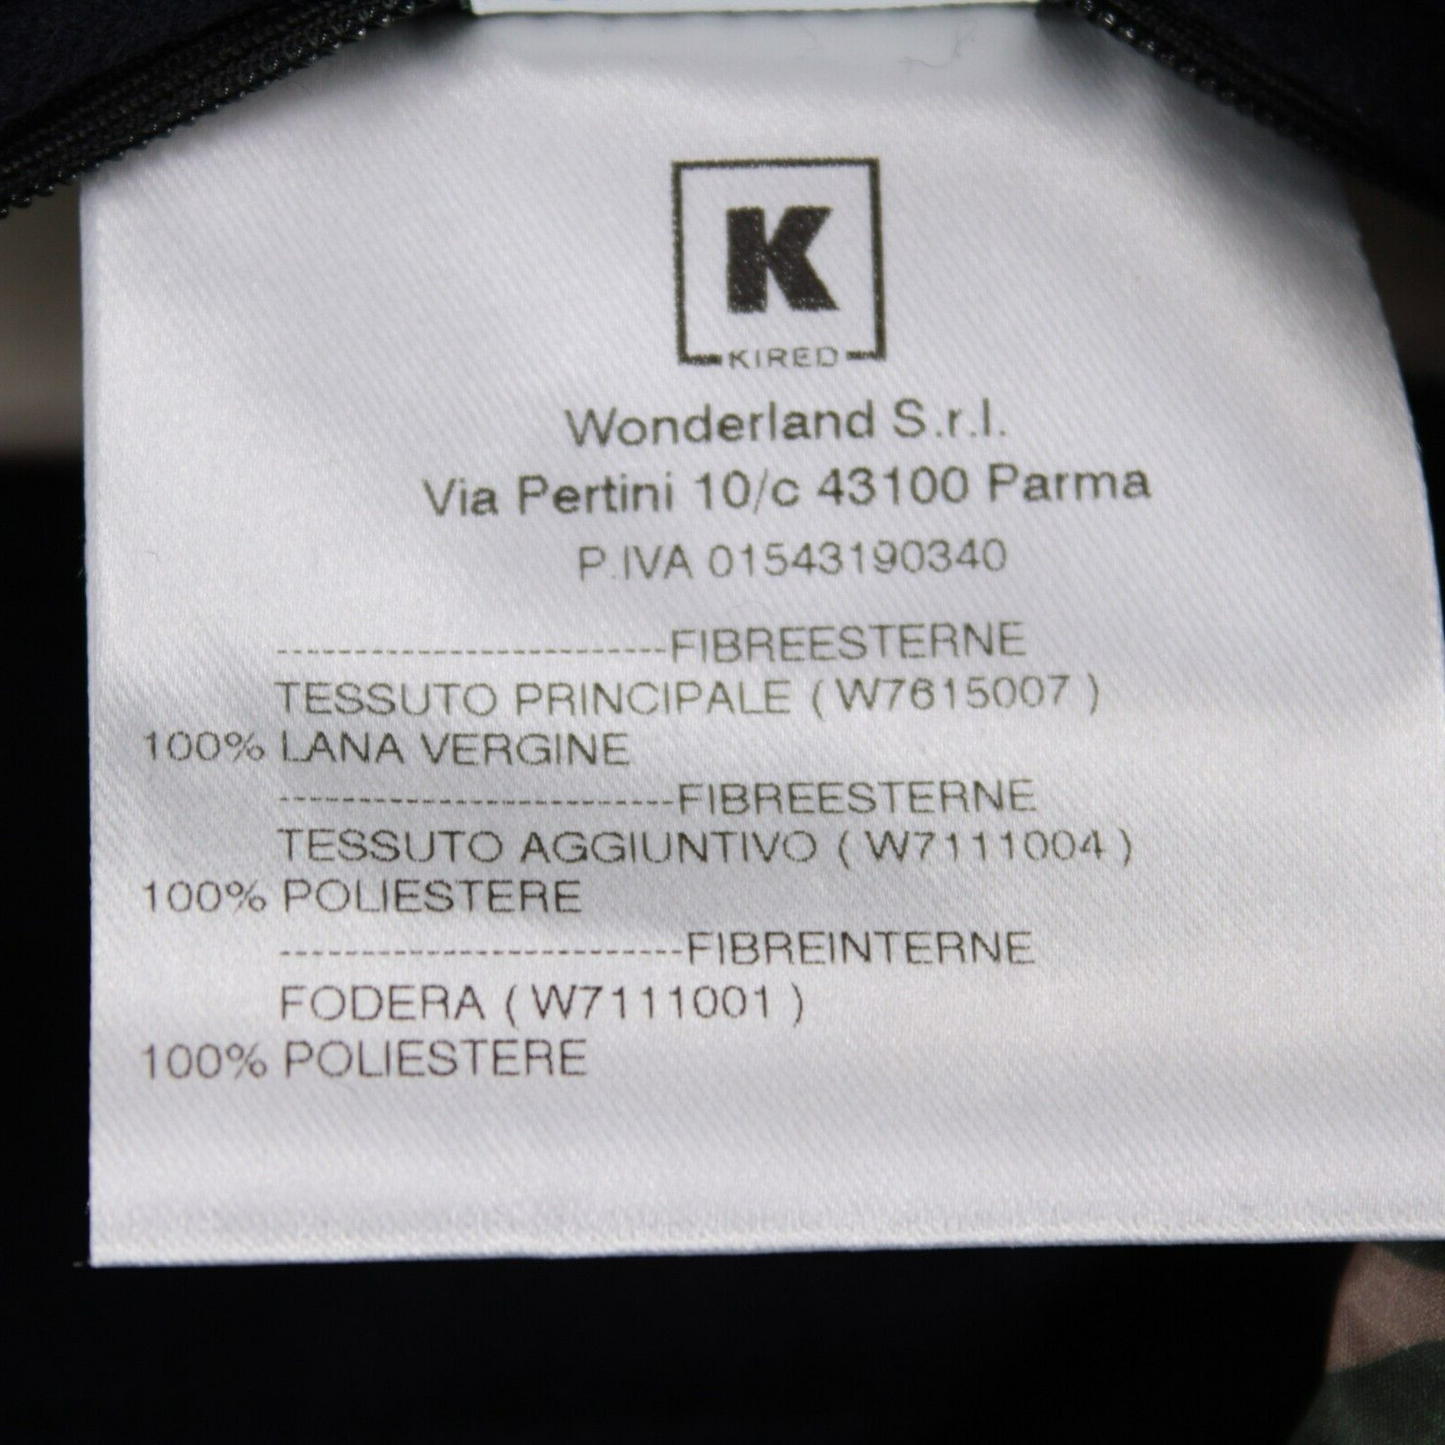 K
KIRED
Wonderland S.r.l.
Via Pertini 10/c 43100 Parma
P.IVA 01543190340
-------------------------FIBREESTERNE
TESSUTO PRINCIPALE ( W7615007 )
100% LANA VERGINE
-------------------------FIBREESTERNE
TESSUTO AGGIUNTIVO ( W7111004 )
100% POLIESTERE
-------------------------FIBREINTERNE
FODERA ( W7111001 )
100% POLIESTERE